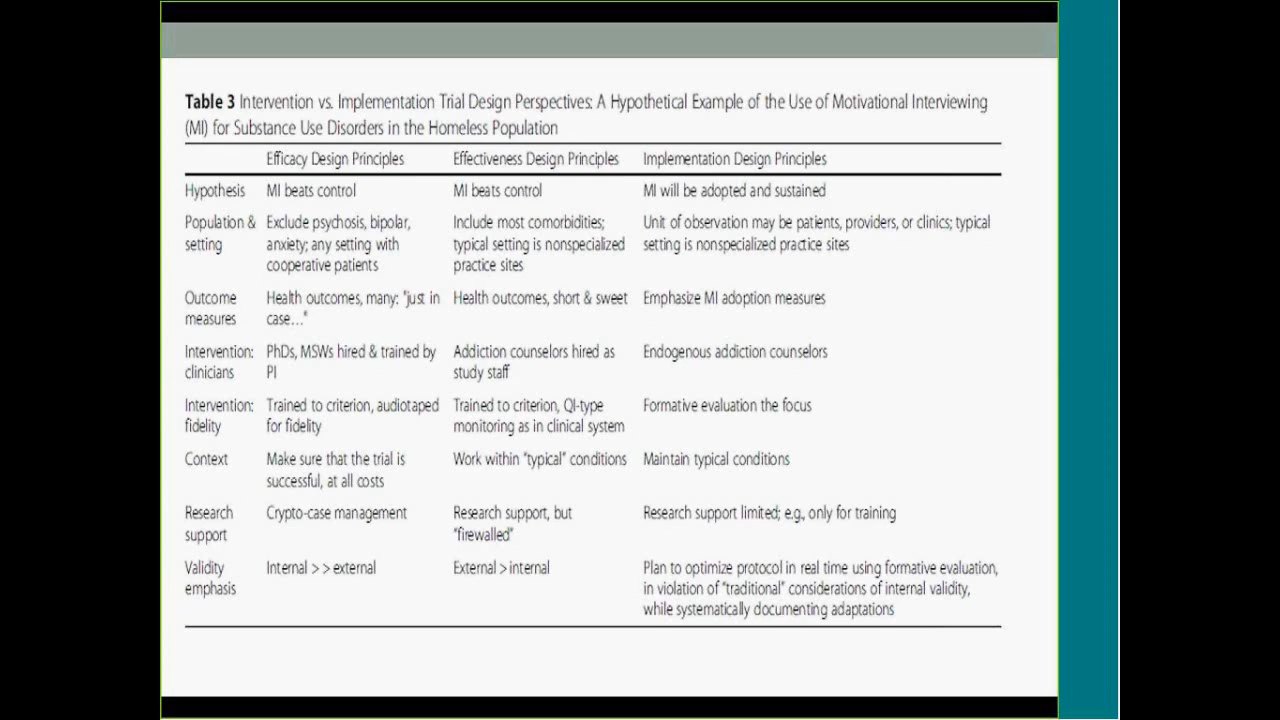 Table 3 Intervention vs. Implementation Trial Design Perspectives: A Hypothetical Example of the Use of Motivational Interviewing
(MI) for Substance Use Disorders in the Homeless Population
Efficacy Design Principles Effectiveness Design Principles Implementation Design Principles
Hypothesis MI beats control MI beats control MI will be adopted and sustained
Population & Exclude psychosis, bipolar, Include most comorbidities; Unit of observation may be patients, providers, or clinics; typical
setting anxiety; any setting with typical setting is nonspecialized setting is nonspecialized practice sites
cooperative patients practice sites
Outcome Health outcomes, many: "just in Health outcomes, short & sweet Emphasize MI adoption measures
measures case..."
Intervention: PhDs, MSWs hired & trained by Addiction counselors hired as Endogenous addiction counselors
clinicians PI study staff
Intervention: Trained to criterion, audiotaped Trained to criterion, QI-type Formative evaluation the focus
fidelity for fidelity monitoring as in clinical system
Context Make sure that the trial is Work within "typical" conditions Maintain typical conditions
successful, at all costs
Research Crypto-case management Research support, but Research support limited; e.g., only for training
support "firewalled"
Validity Internal > > external External > internal Plan to optimize protocol in real time using formative evaluation,
emphasis in violation of "traditional" considerations of internal validity,
while systematically documenting adaptations